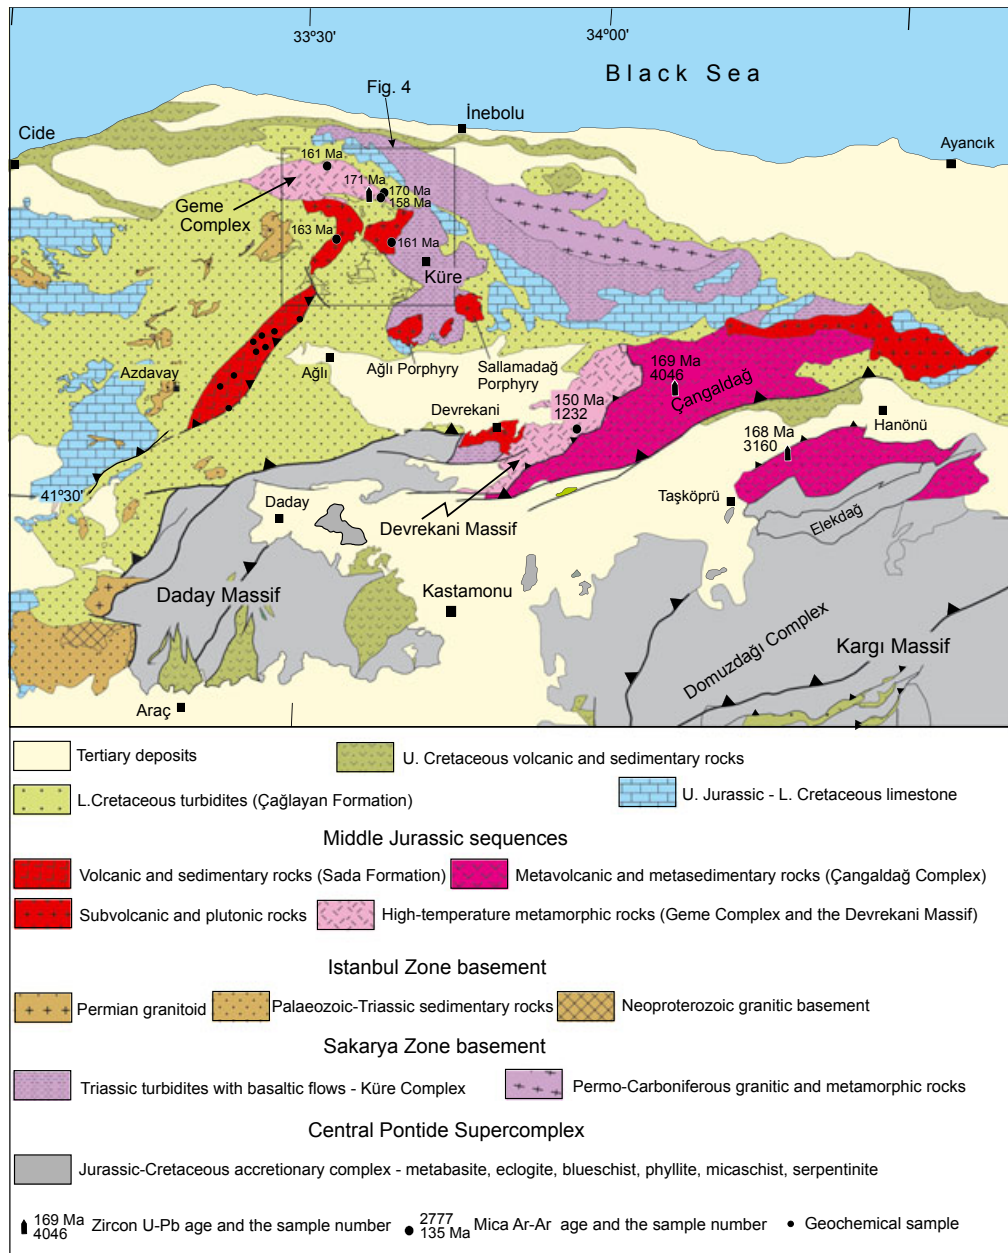 33º30'
34º00'
Black Sea
Fig. 4
İnebolu
Cide
Ayancık
161 Ma
171 Ma
170 Ma
158 Ma
Geme
Complex
163 Ma
161 Ma
Küre
Azdavay
Ağlı
Ağlı Porphyry
Sallamadağ
Porphyry
169 Ma
4046
Çangaldağ
150 Ma
1232
Devrekani
Hanönü
168 Ma
3160
41º30'
Daday
Devrekani Massif
Taşköprü
Elekdağ
Daday Massif
Kastamonu
Domuzdağı Complex
Kargı Massif
Araç
Tertiary deposits
U. Cretaceous volcanic and sedimentary rocks
L.Cretaceous turbidites (Çağlayan Formation)
U. Jurassic - L. Cretaceous limestone
Middle Jurassic sequences
Volcanic and sedimentary rocks (Sada Formation)
Metavolcanic and metasedimentary rocks (Çangaldağ Complex)
Subvolcanic and plutonic rocks
High-temperature metamorphic rocks (Geme Complex and the Devrekani Massif)
Istanbul Zone basement
Permian granitoid
Palaeozoic-Triassic sedimentary rocks
Neoproterozoic granitic basement
Sakarya Zone basement
Triassic turbidites with basaltic flows - Küre Complex
Permo-Carboniferous granitic and metamorphic rocks
Central Pontide Supercomplex
Jurassic-Cretaceous accretionary complex - metabasite, eclogite, blueschist, phyllite, micaschist, serpentinite
169 Ma
4046
Zircon U-Pb age and the sample number
2777
135 Ma
Mica Ar-Ar age and the sample number
Geochemical sample